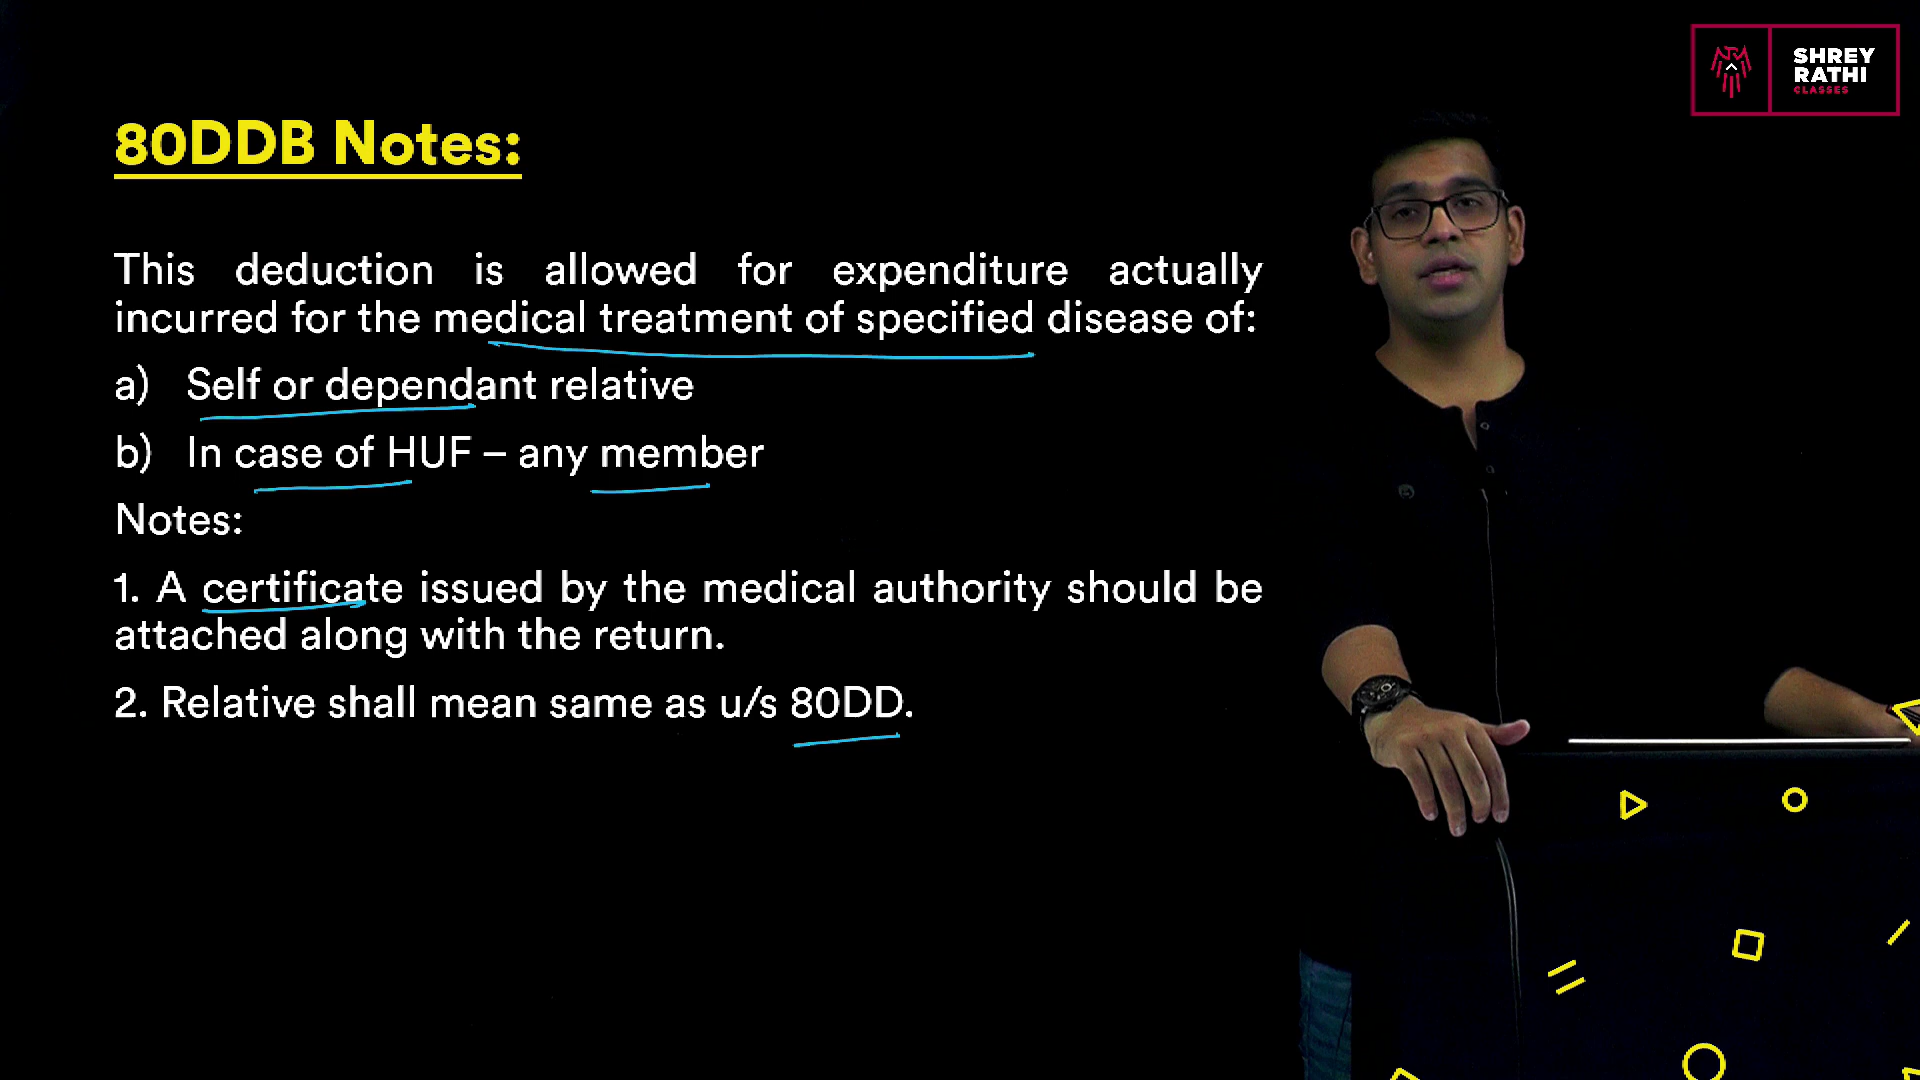 SHREY
RATHI
CLASSES
80DDB Notes:
This deduction is allowed for expenditure actually
incurred for the medical treatment of specified disease of:
a) Self or dependant relative
b) In case of HUF – any member
Notes:
1. A certificate issued by the medical authority should be
attached along with the return.
2. Relative shall mean same as u/s 80DD.